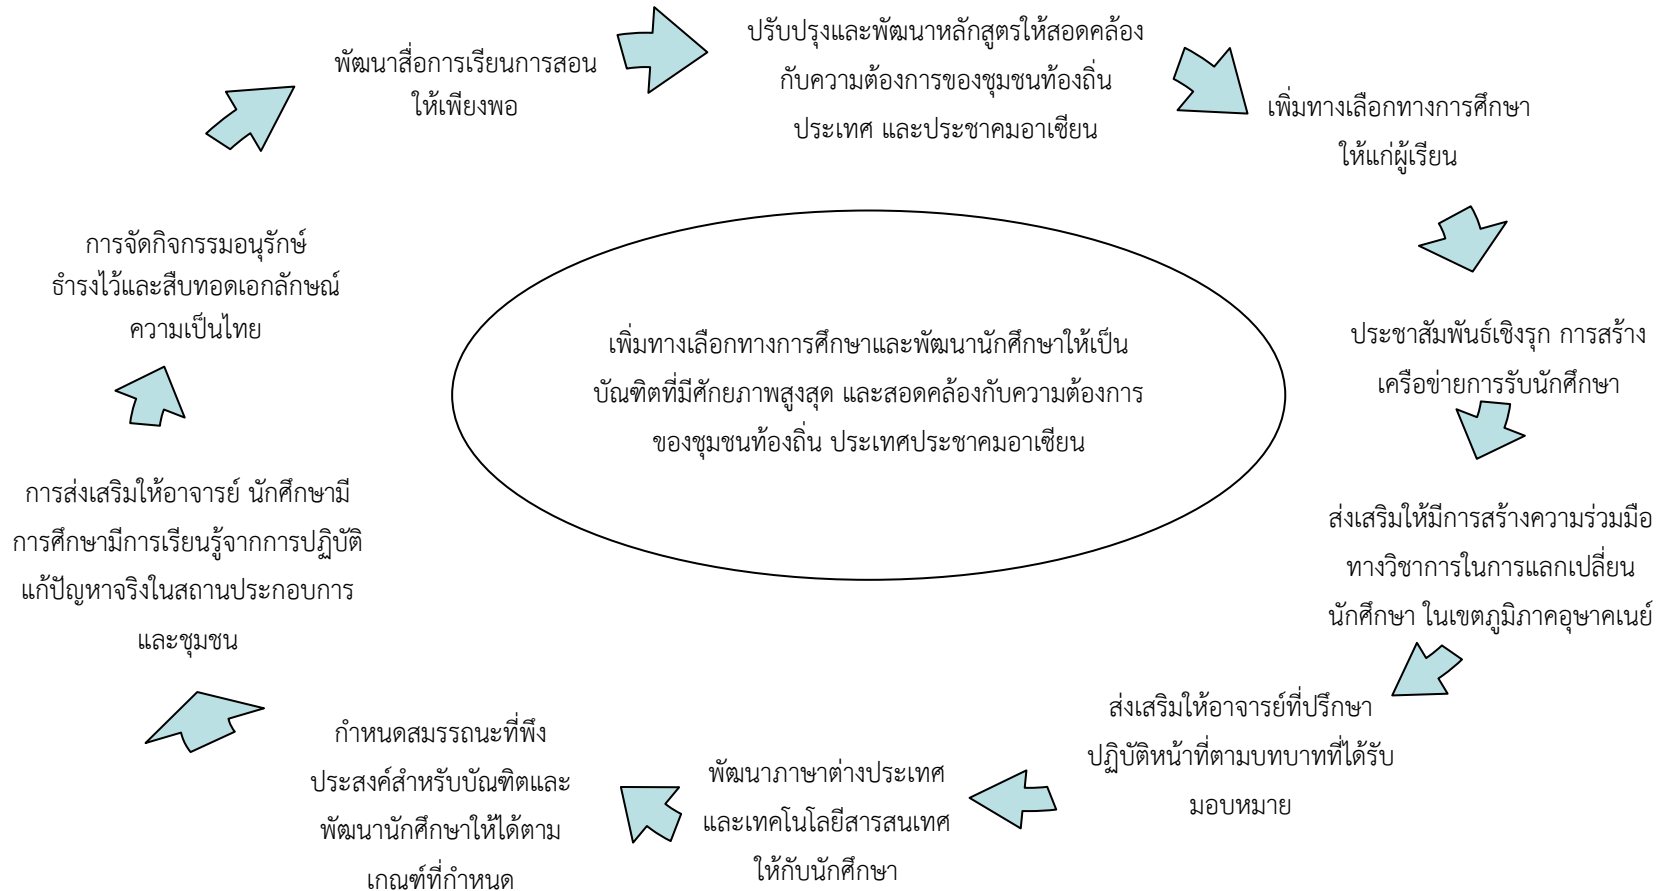 พัฒนาสื่อการเรียนการสอน
ให้เพียงพอ
ปรับปรุงและพัฒนาหลักสูตรให้สอดคล้อง
กับความต้องการของชุมชนท้องถิ่น
ประเทศ และประชาคมอาเซียน
เพิ่มทางเลือกทางการศึกษา
ให้แก่ผู้เรียน
ประชาสัมพันธ์เชิงรุก การสร้าง
เครือข่ายการรับนักศึกษา
ส่งเสริมให้มีการสร้างความร่วมมือ
ทางวิชาการในการแลกเปลี่ยน
นักศึกษา ในเขตภูมิภาคอุษาคเนย์
ส่งเสริมให้อาจารย์ที่ปรึกษา
ปฏิบัติหน้าที่ตามบทบาทที่ได้รับ
มอบหมาย
พัฒนาภาษาต่างประเทศ
และเทคโนโลยีสารสนเทศ
ให้กับนักศึกษา
กำหนดสมรรถนะที่พึง
ประสงค์สำหรับบัณฑิตและ
พัฒนานักศึกษาให้ได้ตาม
เกณฑ์ที่กำหนด
การส่งเสริมให้อาจารย์ นักศึกษามี
การศึกษามีการเรียนรู้จากการปฏิบัติ
แก้ปัญหาจริงในสถานประกอบการ
และชุมชน
การจัดกิจกรรมอนุรักษ์
ธำรงไว้และสืบทอดเอกลักษณ์
ความเป็นไทย
เพิ่มทางเลือกทางการศึกษาและพัฒนานักศึกษาให้เป็น
บัณฑิตที่มีศักยภาพสูงสุด และสอดคล้องกับความต้องการ
ของชุมชนท้องถิ่น ประเทศประชาคมอาเซียน